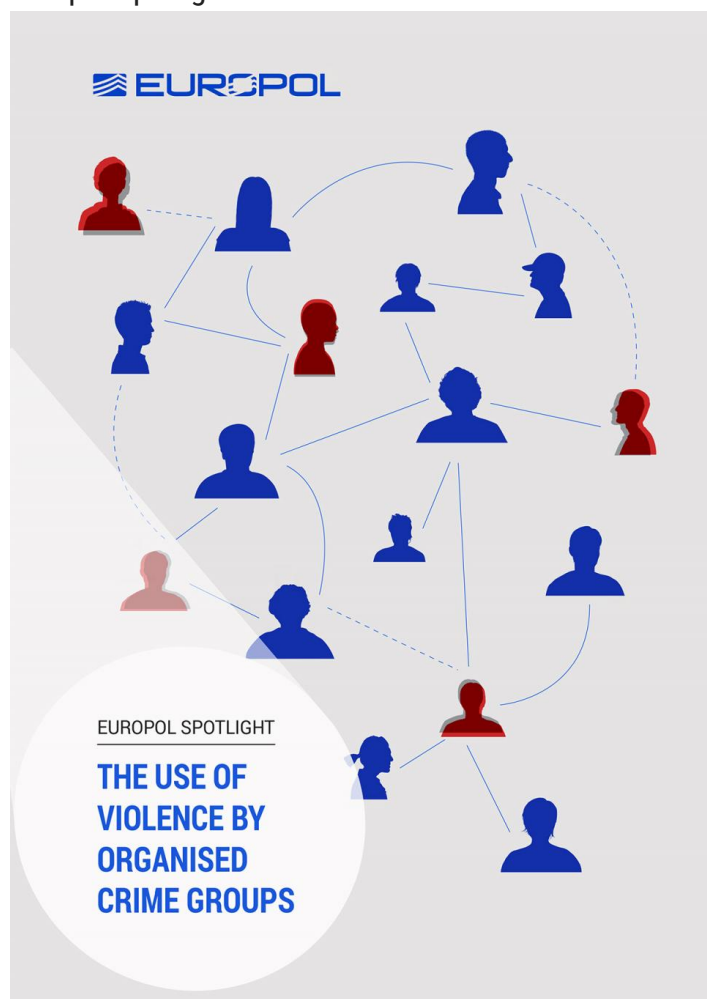 EUROPOL
EUROPOL SPOTLIGHT
THE USE OF
VIOLENCE BY
ORGANISED
CRIME GROUPS